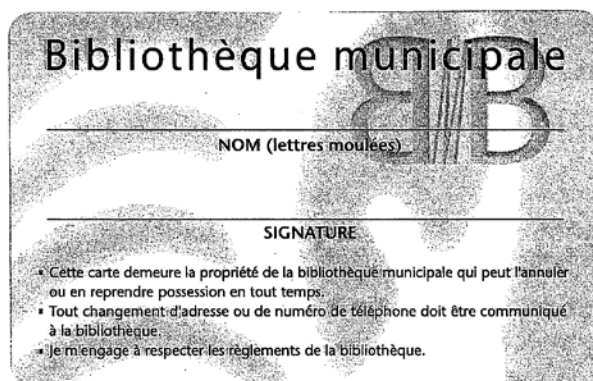 Bibliothèque municipale
NOM (lettres moulées)
SIGNATURE
▪ Cette carte demeure la propriété de la bibliothèque municipale qui peut l'annuler
ou en reprendre possession en tout temps.
▪ Tout changement d'adresse ou de numéro de téléphone doit être communiqué
à la bibliothèque.
▪ Je m'engage à respecter les règlements de la bibliothèque.